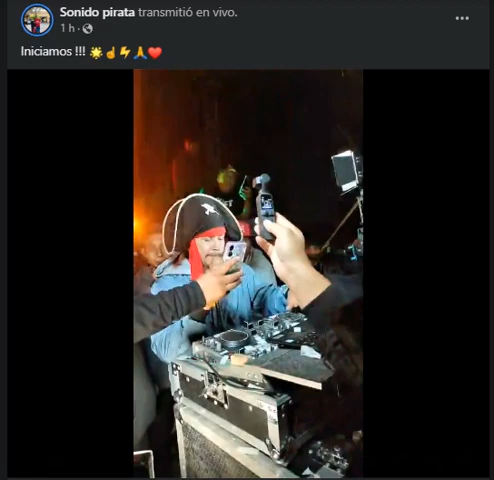 Sonido pirata transmitió en vivo.
1 h ·
Iniciamos !!! 🌟☝️⚡🙏❤️